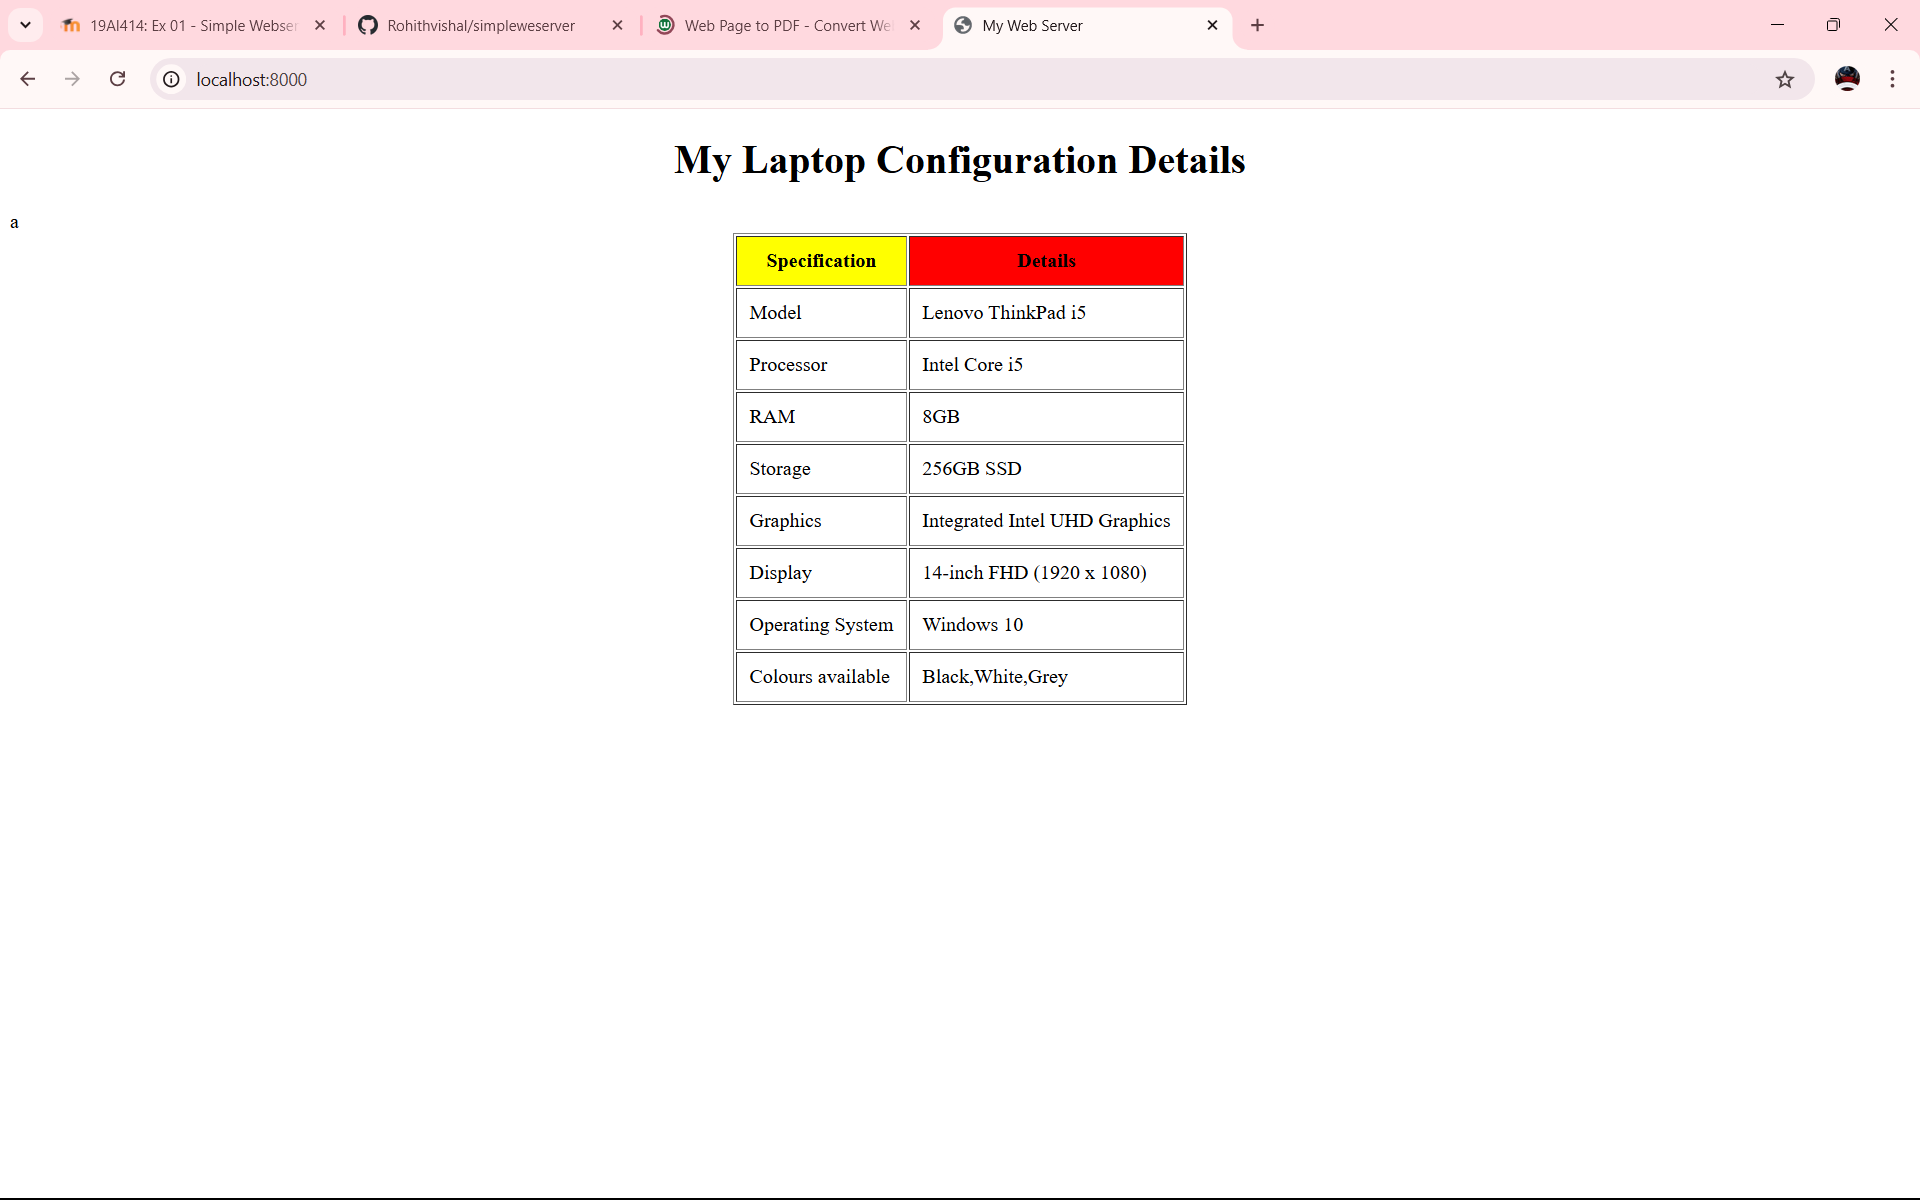 19AI414: Ex 01 - Simple Webser
Rohithvishal/simpleweserver
Web Page to PDF - Convert We
My Web Server
localhost:8000
My Laptop Configuration Details
a
Specification Details
Model Lenovo ThinkPad i5
Processor Intel Core i5
RAM 8GB
Storage 256GB SSD
Graphics Integrated Intel UHD Graphics
Display 14-inch FHD (1920 x 1080)
Operating System Windows 10
Colours available Black,White,Grey